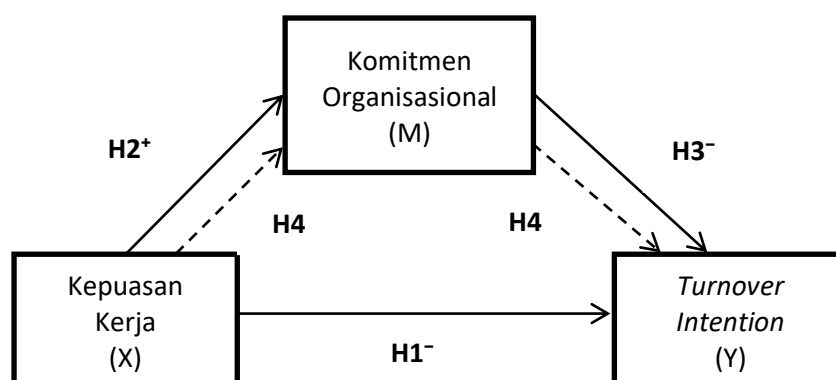 Komitmen
Organisasional
(M)
H2⁺
H3⁻
H4
H4
Kepuasan
Kerja
(X)
Turnover
Intention
(Y)
H1⁻